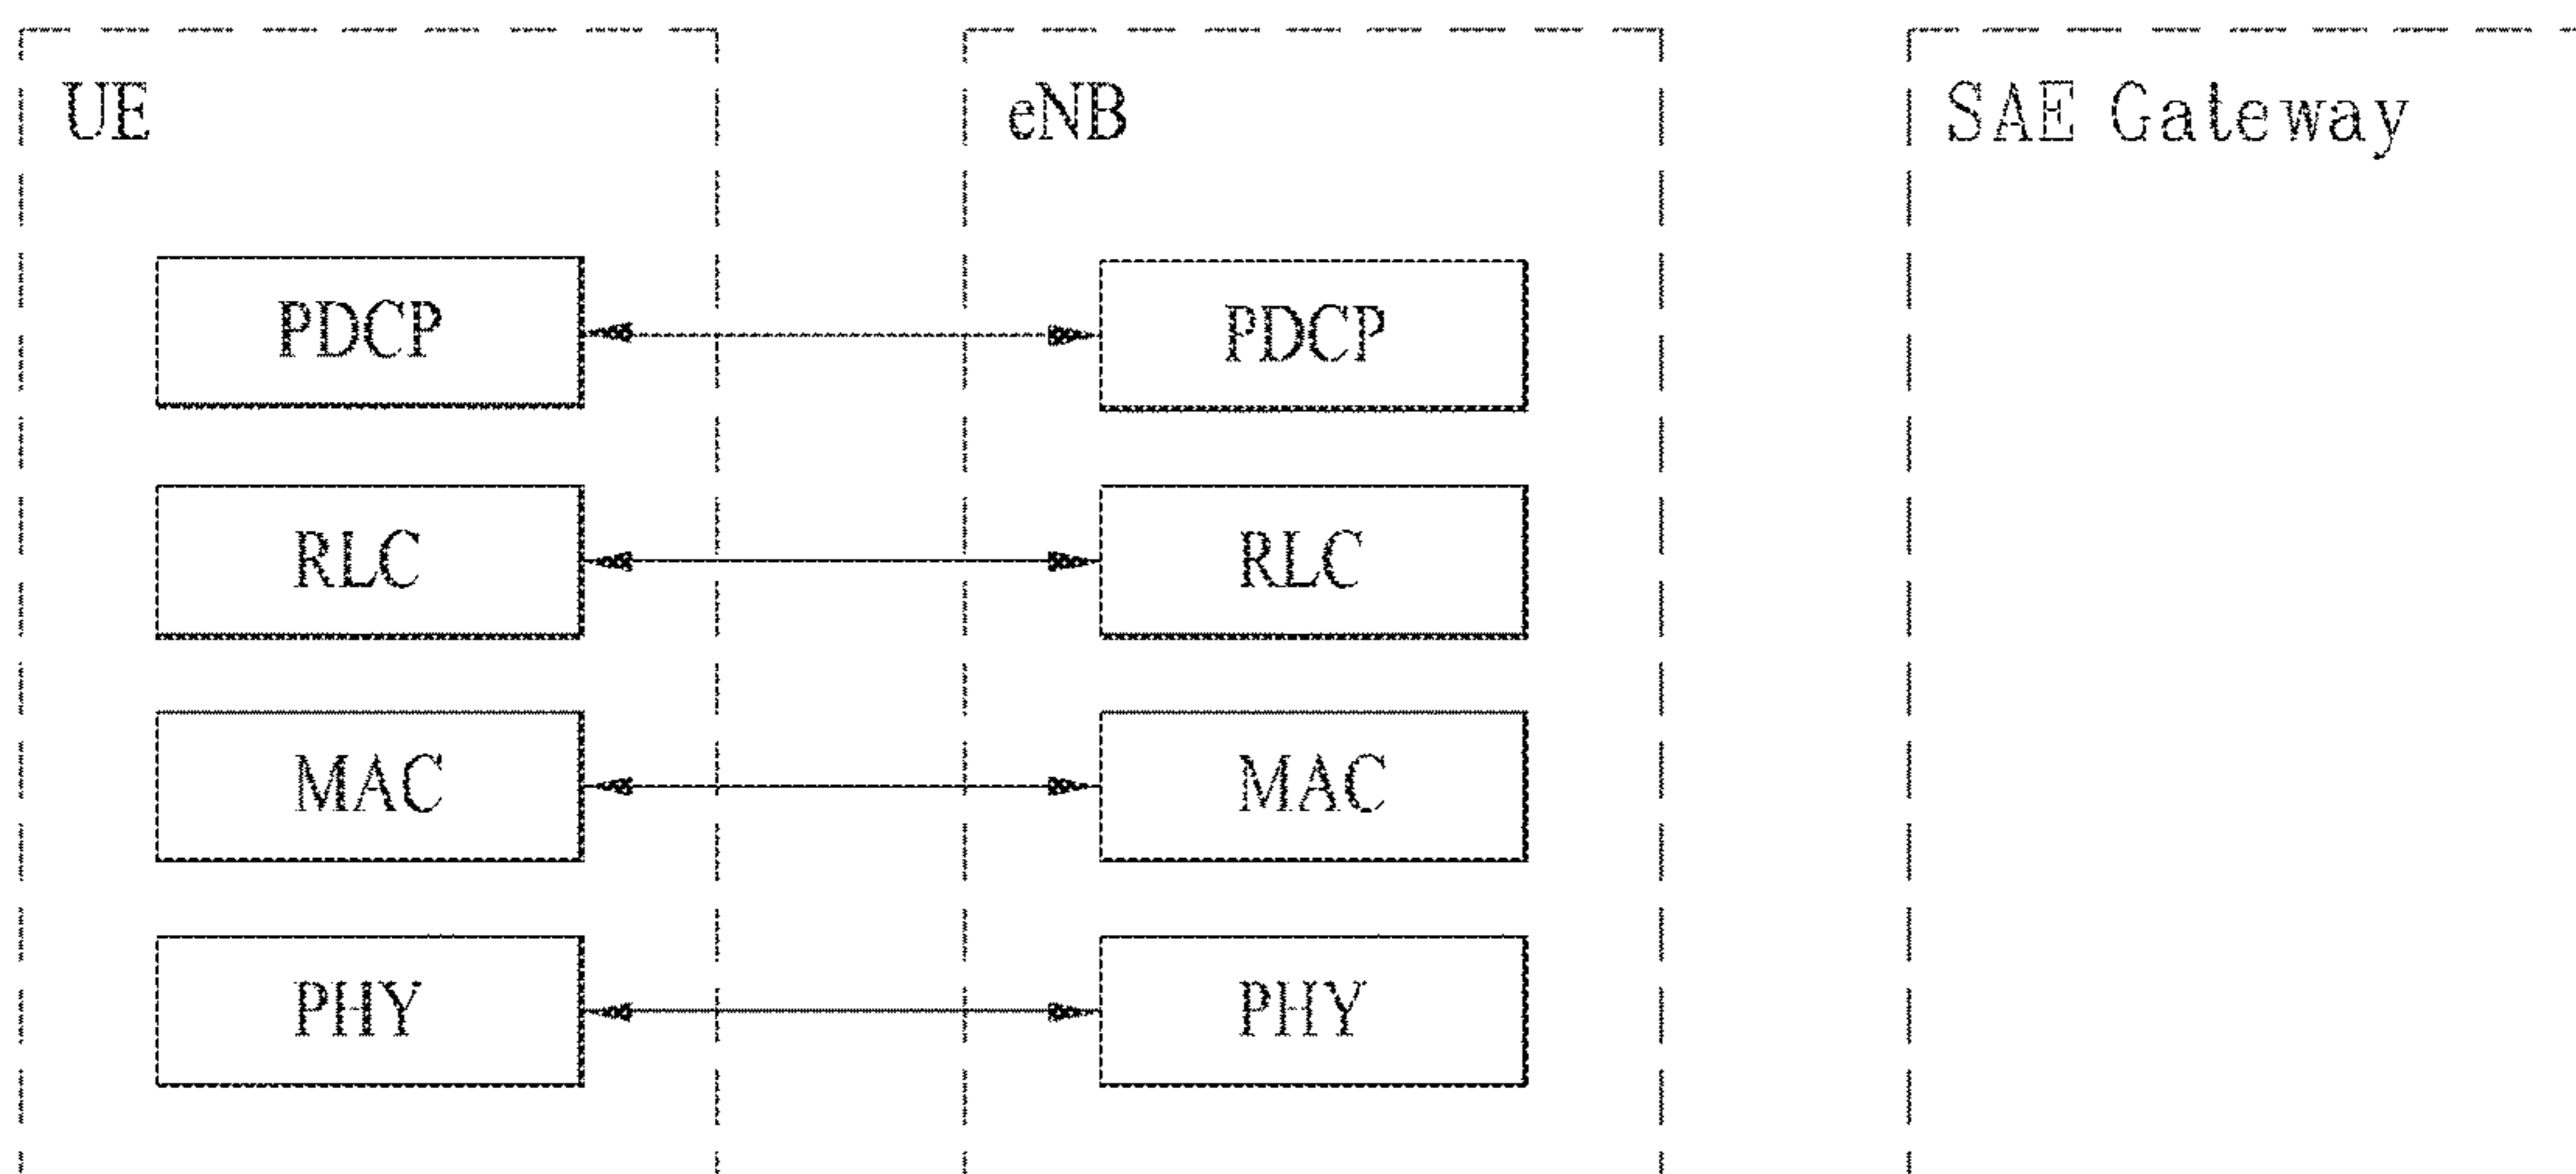 UE eNB SAE Gateway
PDCP PDCP
RLC RLC
MAC MAC
PHY PHY